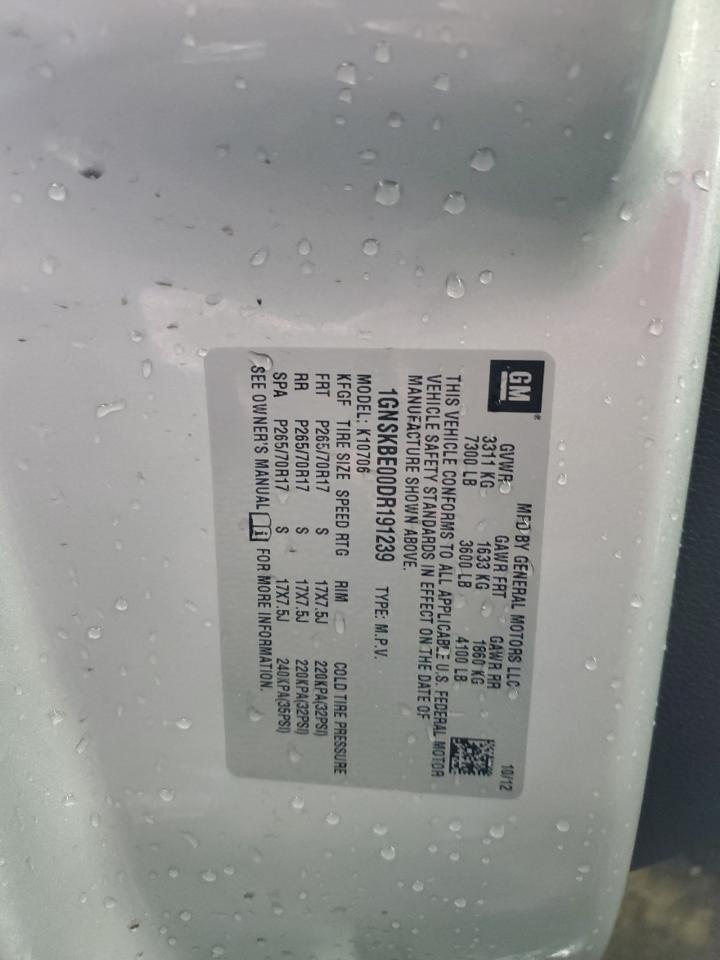 GM®
MFD BY GENERAL MOTORS LLC 10/12
GVWR GAWR FRT GAWR RR
3311 KG 1633 KG 1860 KG
7300 LB 3600 LB 4100 LB
THIS VEHICLE CONFORMS TO ALL APPLICABLE U.S. FEDERAL MOTOR
VEHICLE SAFETY STANDARDS IN EFFECT ON THE DATE OF
MANUFACTURE SHOWN ABOVE.
1GNSKBE00DR191239 TYPE: M.P.V.
MODEL: K10706
KFGF TIRE SIZE SPEED RTG RIM COLD TIRE PRESSURE
FRT P265/70R17 S 17X7.5J 220KPA(32PSI)
RR P265/70R17 S 17X7.5J 220KPA(32PSI)
SPA P265/70R17 S 17X7.5J 240KPA(35PSI)
SEE OWNER'S MANUAL i FOR MORE INFORMATION.